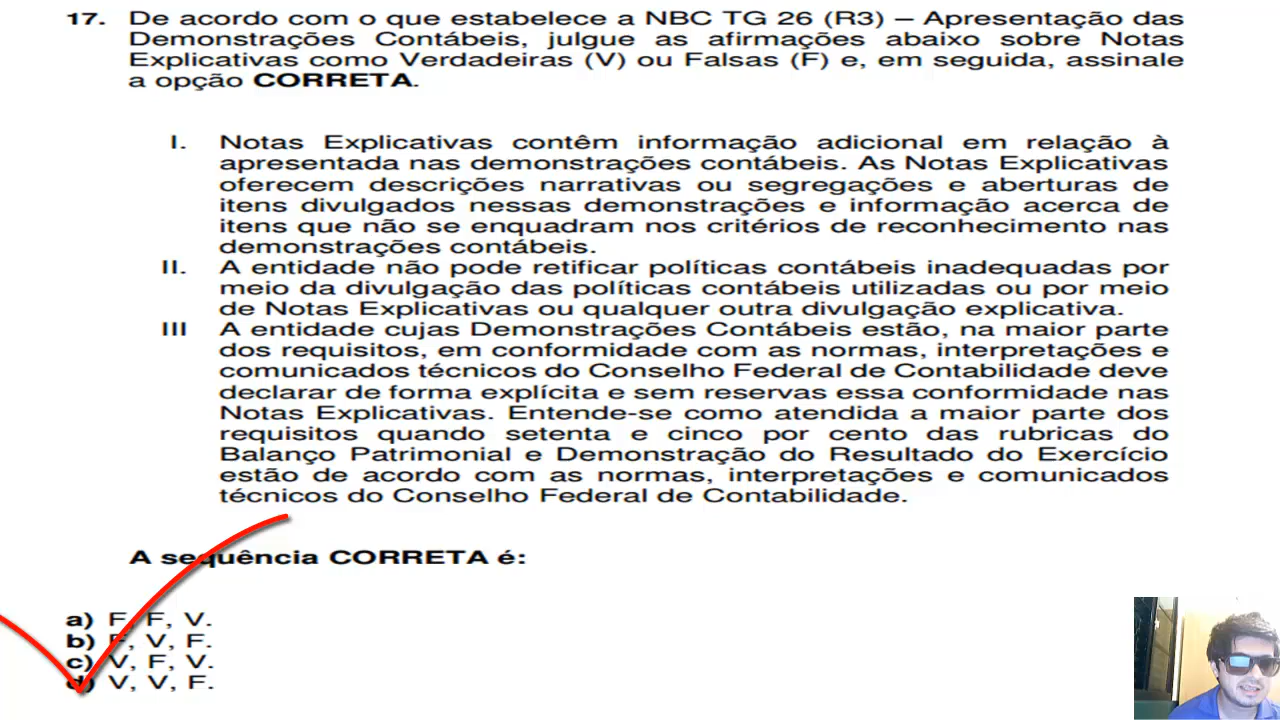 17. De acordo com o que estabelece a NBC TG 26 (R3) – Apresentação das
Demonstrações Contábeis, julgue as afirmações abaixo sobre Notas
Explicativas como Verdadeiras (V) ou Falsas (F) e, em seguida, assinale
a opção CORRETA.
I. Notas Explicativas contêm informação adicional em relação à
apresentada nas demonstrações contábeis. As Notas Explicativas
oferecem descrições narrativas ou segregações e aberturas de
itens divulgados nessas demonstrações e informação acerca de
itens que não se enquadram nos critérios de reconhecimento nas
demonstrações contábeis.
II. A entidade não pode retificar políticas contábeis inadequadas por
meio da divulgação das políticas contábeis utilizadas ou por meio
de Notas Explicativas ou qualquer outra divulgação explicativa.
III A entidade cujas Demonstrações Contábeis estão, na maior parte
dos requisitos, em conformidade com as normas, interpretações e
comunicados técnicos do Conselho Federal de Contabilidade deve
declarar de forma explícita e sem reservas essa conformidade nas
Notas Explicativas. Entende-se como atendida a maior parte dos
requisitos quando setenta e cinco por cento das rubricas do
Balanço Patrimonial e Demonstração do Resultado do Exercício
estão de acordo com as normas, interpretações e comunicados
técnicos do Conselho Federal de Contabilidade.
A sequência CORRETA é:
a) F, F, V.
b) F, V, F.
c) V, F, V.
d) V, V, F.